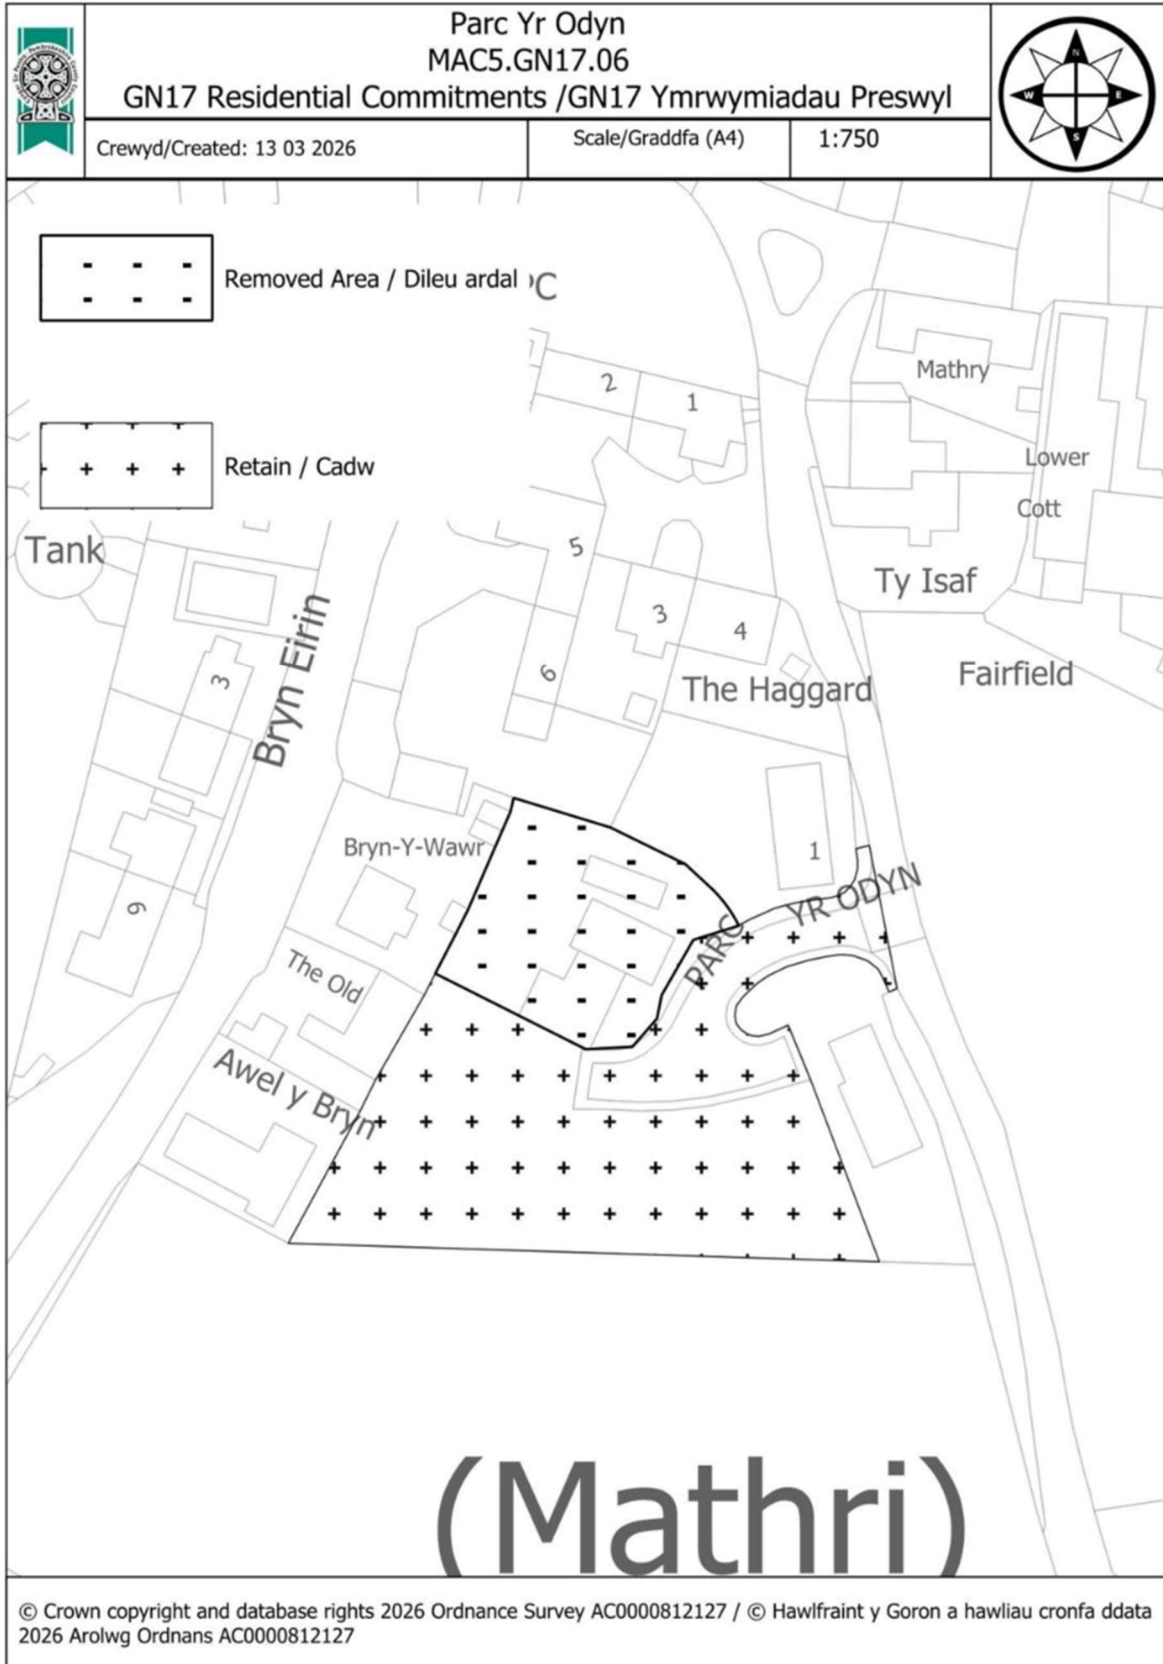 Parc Yr Odyn
MAC5.GN17.06
GN17 Residential Commitments /GN17 Ymrwymiadau Preswyl
Crewyd/Created: 13 03 2026
Scale/Graddfa (A4)
1:750
N
W
E
S
Removed Area / Dileu ardal
C
2
1
Mathry
Retain / Cadw
Lower
Cott
Tank
5
Ty Isaf
3
4
Bryn Eirin
3
6
The Haggard
Fairfield
Bryn-Y-Wawr
1
PARC YR ODYN
6
The Old
Awel y Bryn
(Mathri)
© Crown copyright and database rights 2026 Ordnance Survey AC0000812127 / © Hawlfraint y Goron a hawliau cronfa ddata
2026 Arolwg Ordnans AC0000812127